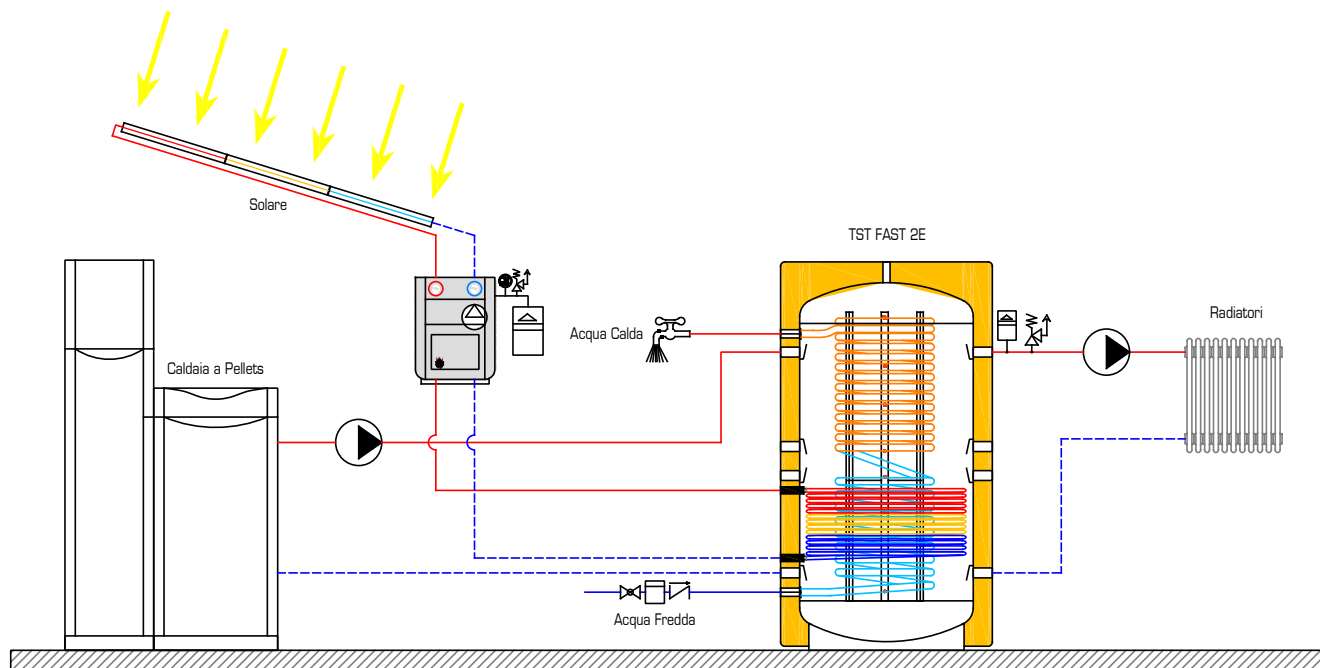 Solare
TST FAST 2E
Acqua Calda
Radiatori
Caldaia a Pellets
Acqua Fredda